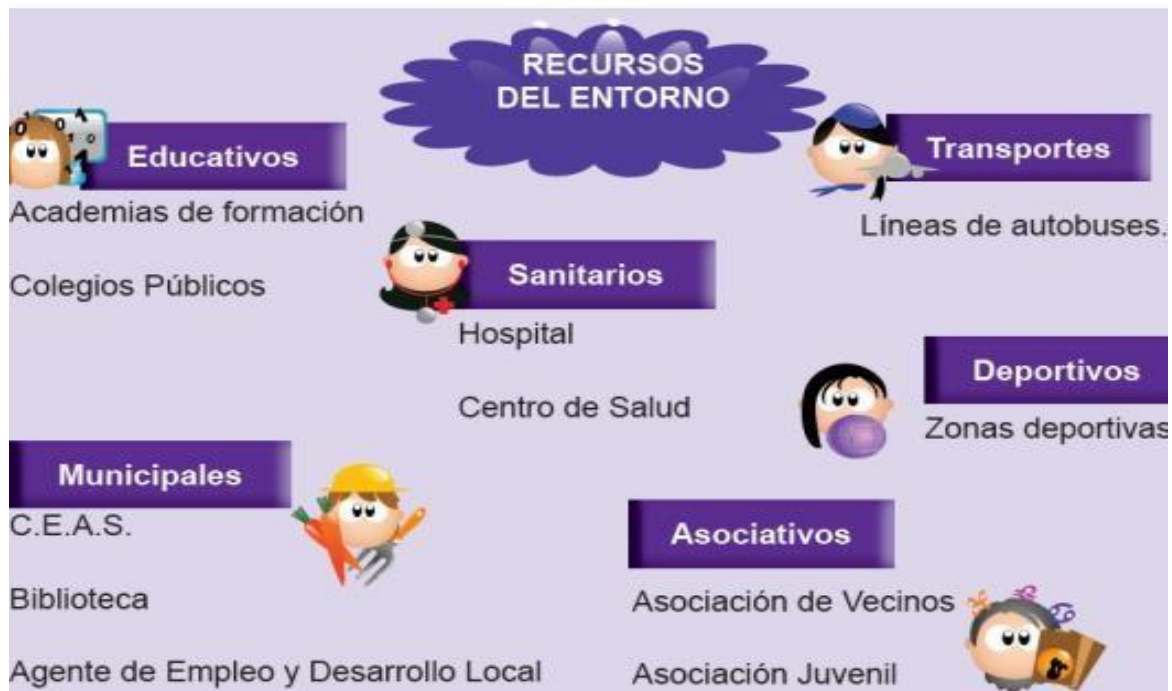 RECURSOS
DEL ENTORNO
Educativos
Academias de formación
Colegios Públicos
Transportes
Líneas de autobuses.
Sanitarios
Hospital
Centro de Salud
Deportivos
Zonas deportivas
Municipales
C.E.A.S.
Biblioteca
Agente de Empleo y Desarrollo Local
Asociativos
Asociación de Vecinos
Asociación Juvenil